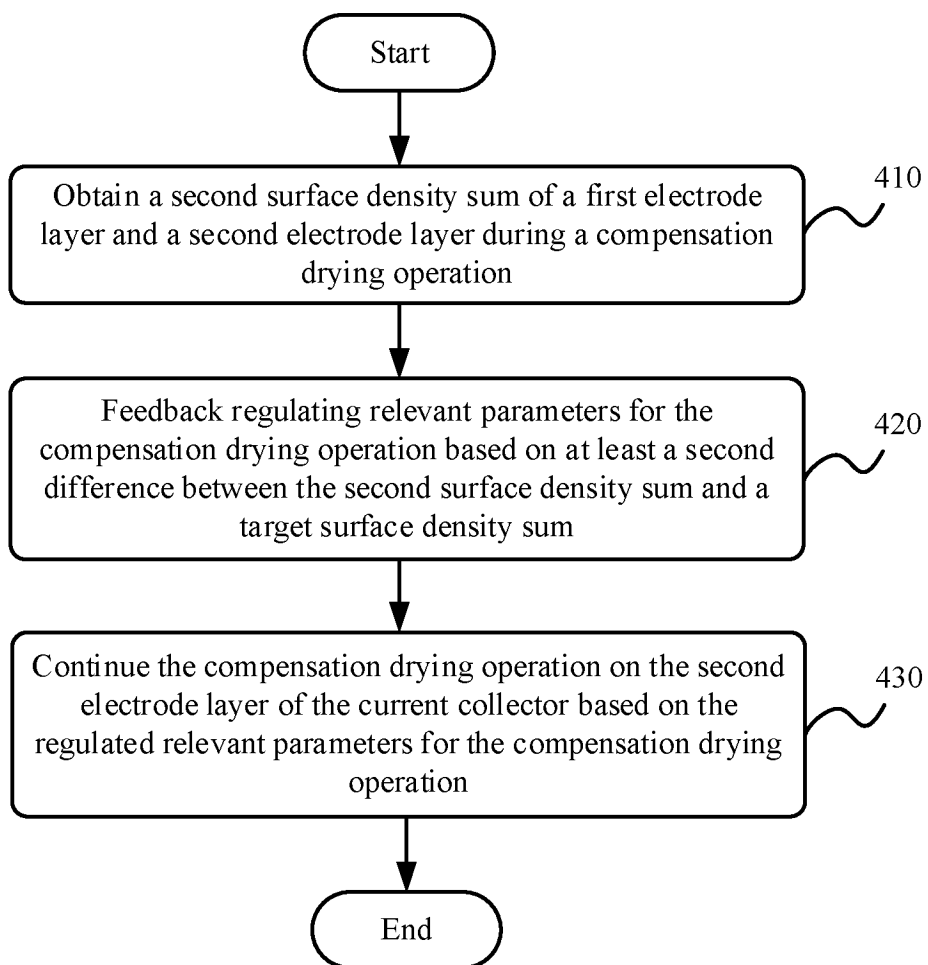 Start
Obtain a second surface density sum of a first electrode
layer and a second electrode layer during a compensation
drying operation
410
Feedback regulating relevant parameters for the
compensation drying operation based on at least a second
difference between the second surface density sum and a
target surface density sum
420
Continue the compensation drying operation on the second
electrode layer of the current collector based on the
regulated relevant parameters for the compensation drying
operation
430
End